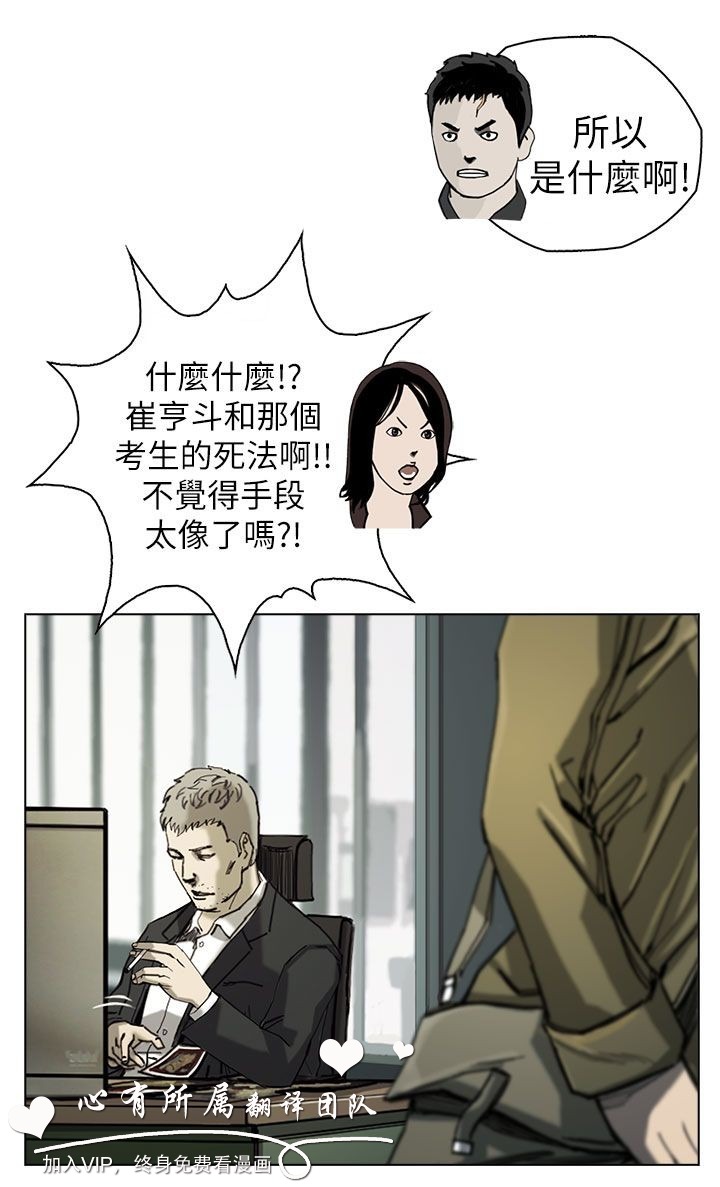 所以
是什麼啊!
什麼什麼!?
崔亨斗和那個
考生的死法啊!!
不覺得手段
太像了嗎?!
心有所属翻译团队
加入VIP，终身免费看漫画